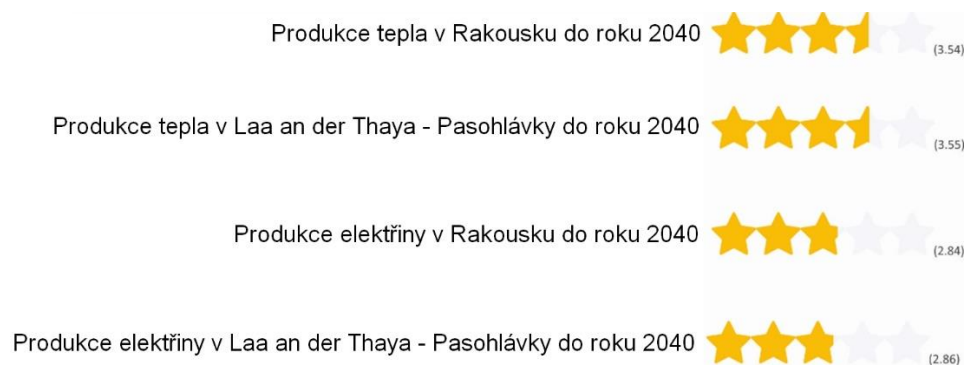 Produkce tepla v Rakousku do roku 2040 (3.54)
Produkce tepla v Laa an der Thaya - Pasohlávky do roku 2040 (3.55)
Produkce elektřiny v Rakousku do roku 2040 (2.84)
Produkce elektřiny v Laa an der Thaya - Pasohlávky do roku 2040 (2.86)